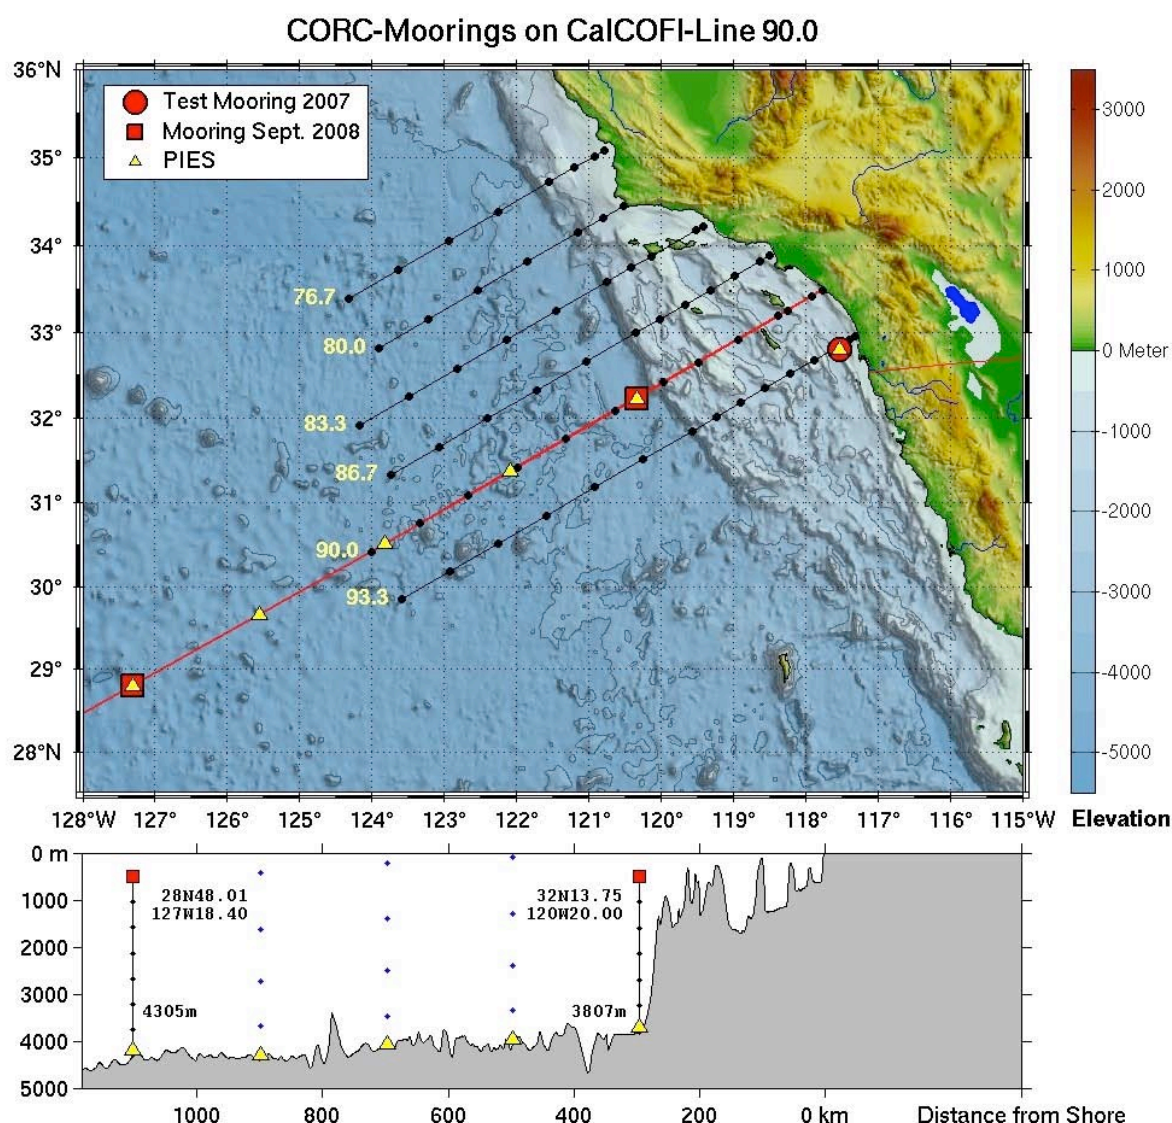 CORC-Moorings on CalCOFI-Line 90.0
36°N
35°
34°
33°
32°
31°
30°
29°
28°N
Test Mooring 2007
Mooring Sept. 2008
PIES
76.7
80.0
83.3
86.7
90.0
93.3
128°W 127° 125° 124° 122° 121° 120° 119° 118° 116° 115°W
3000
2000
1000
0 Meter
-1000
-2000
-3000
-4000
-5000
Elevation
0 m
1000
2000
3000
4000
5000
28N48.01
127W18.40
4305m
32N13.75
120W20.00
3807m
1000 800 600 400 200 0 km Distance from Shore